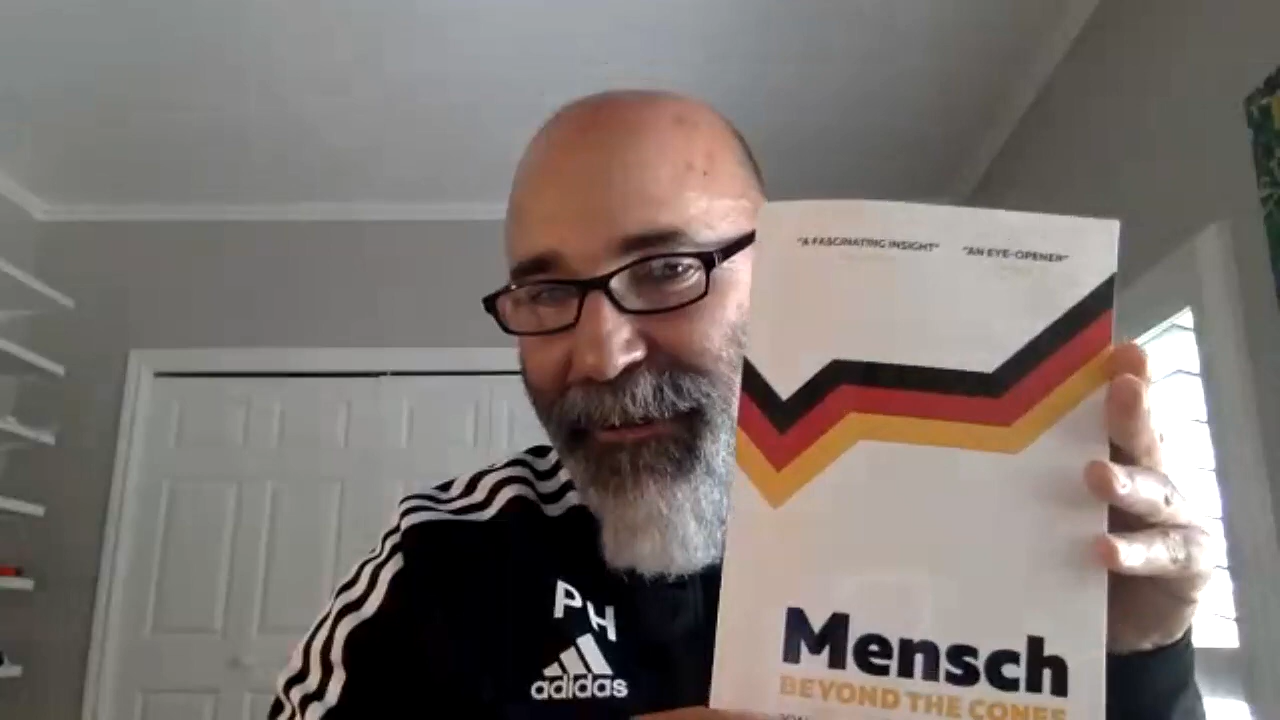 "A FASCINATING INSIGHT" "AN EYE-OPENER"
Mensch
BEYOND THE CONES
PH
adidas